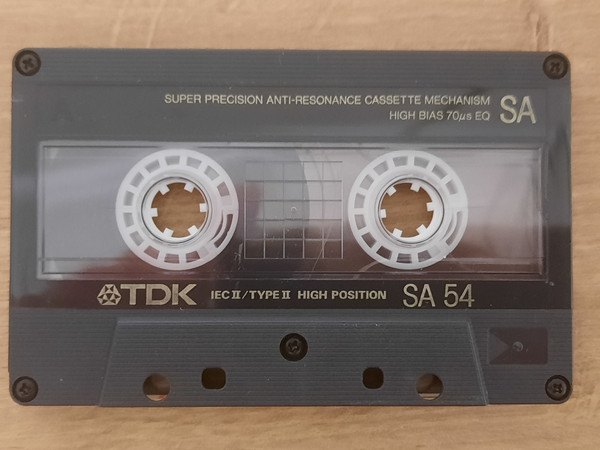 SUPER PRECISION ANTI-RESONANCE CASSETTE MECHANISM SA
HIGH BIAS 70µs EQ
TDK IEC II/TYPE II HIGH POSITION SA 54